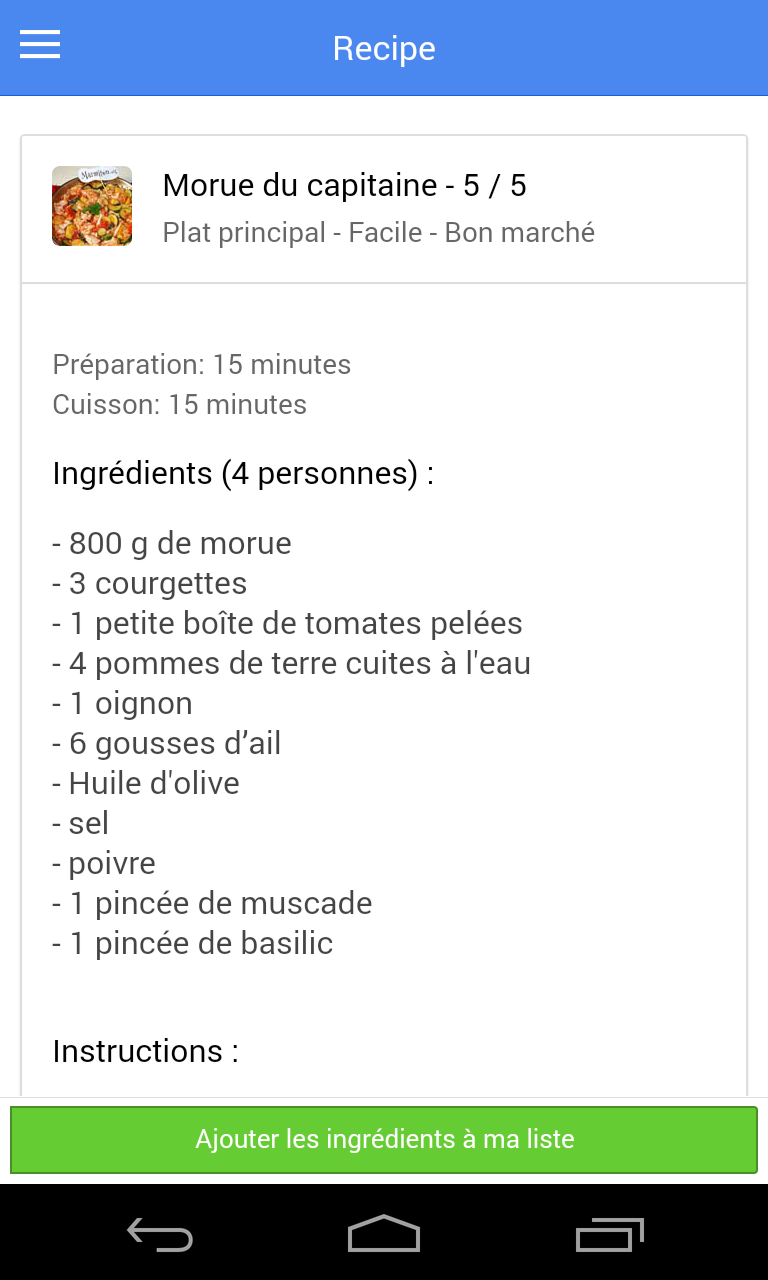 Recipe
Morue du capitaine - 5 / 5
Plat principal - Facile - Bon marché
Préparation: 15 minutes
Cuisson: 15 minutes
Ingrédients (4 personnes) :
- 800 g de morue
- 3 courgettes
- 1 petite boîte de tomates pelées
- 4 pommes de terre cuites à l'eau
- 1 oignon
- 6 gousses d’ail
- Huile d'olive
- sel
- poivre
- 1 pincée de muscade
- 1 pincée de basilic
Instructions :
Ajouter les ingrédients à ma liste